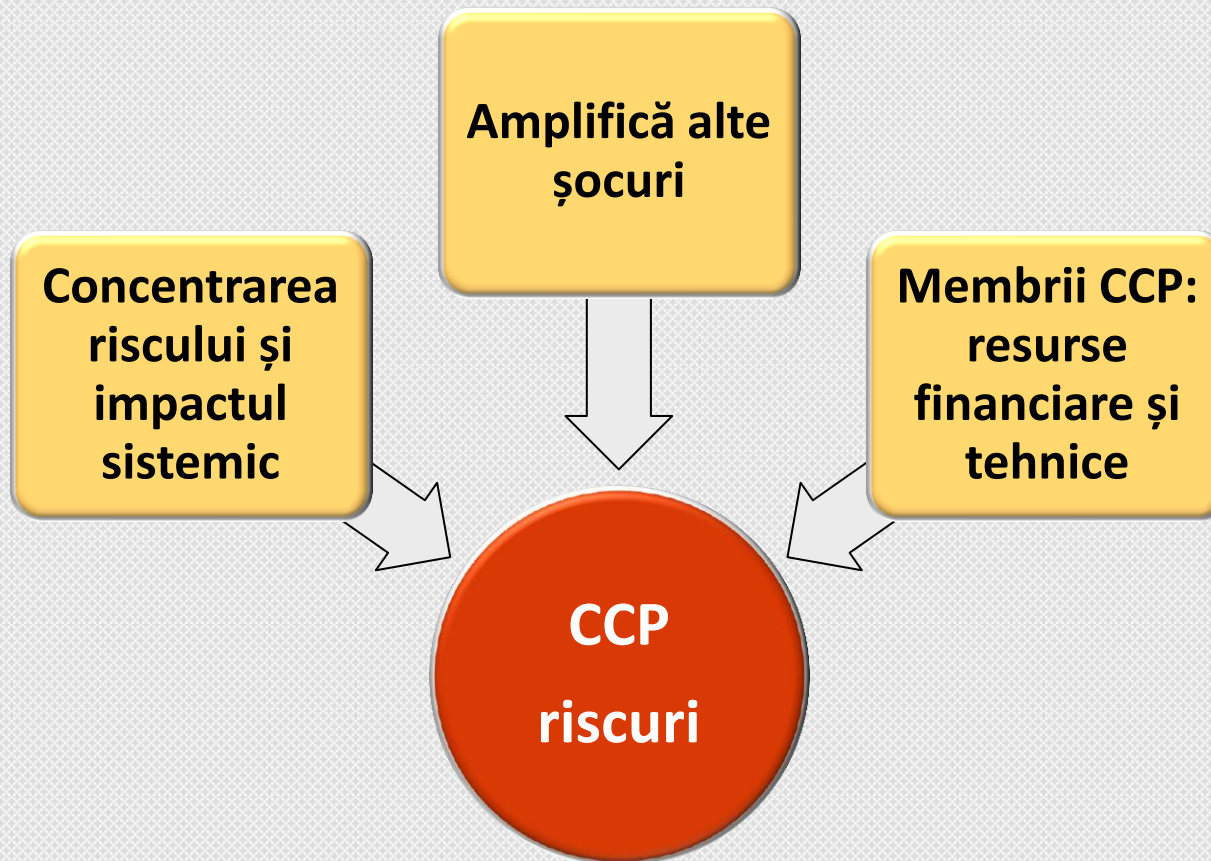 Amplifică alte
șocuri
Concentrarea
riscului și
impactul
sistemic
Membrii CCP:
resurse
financiare și
tehnice
CCP
riscuri